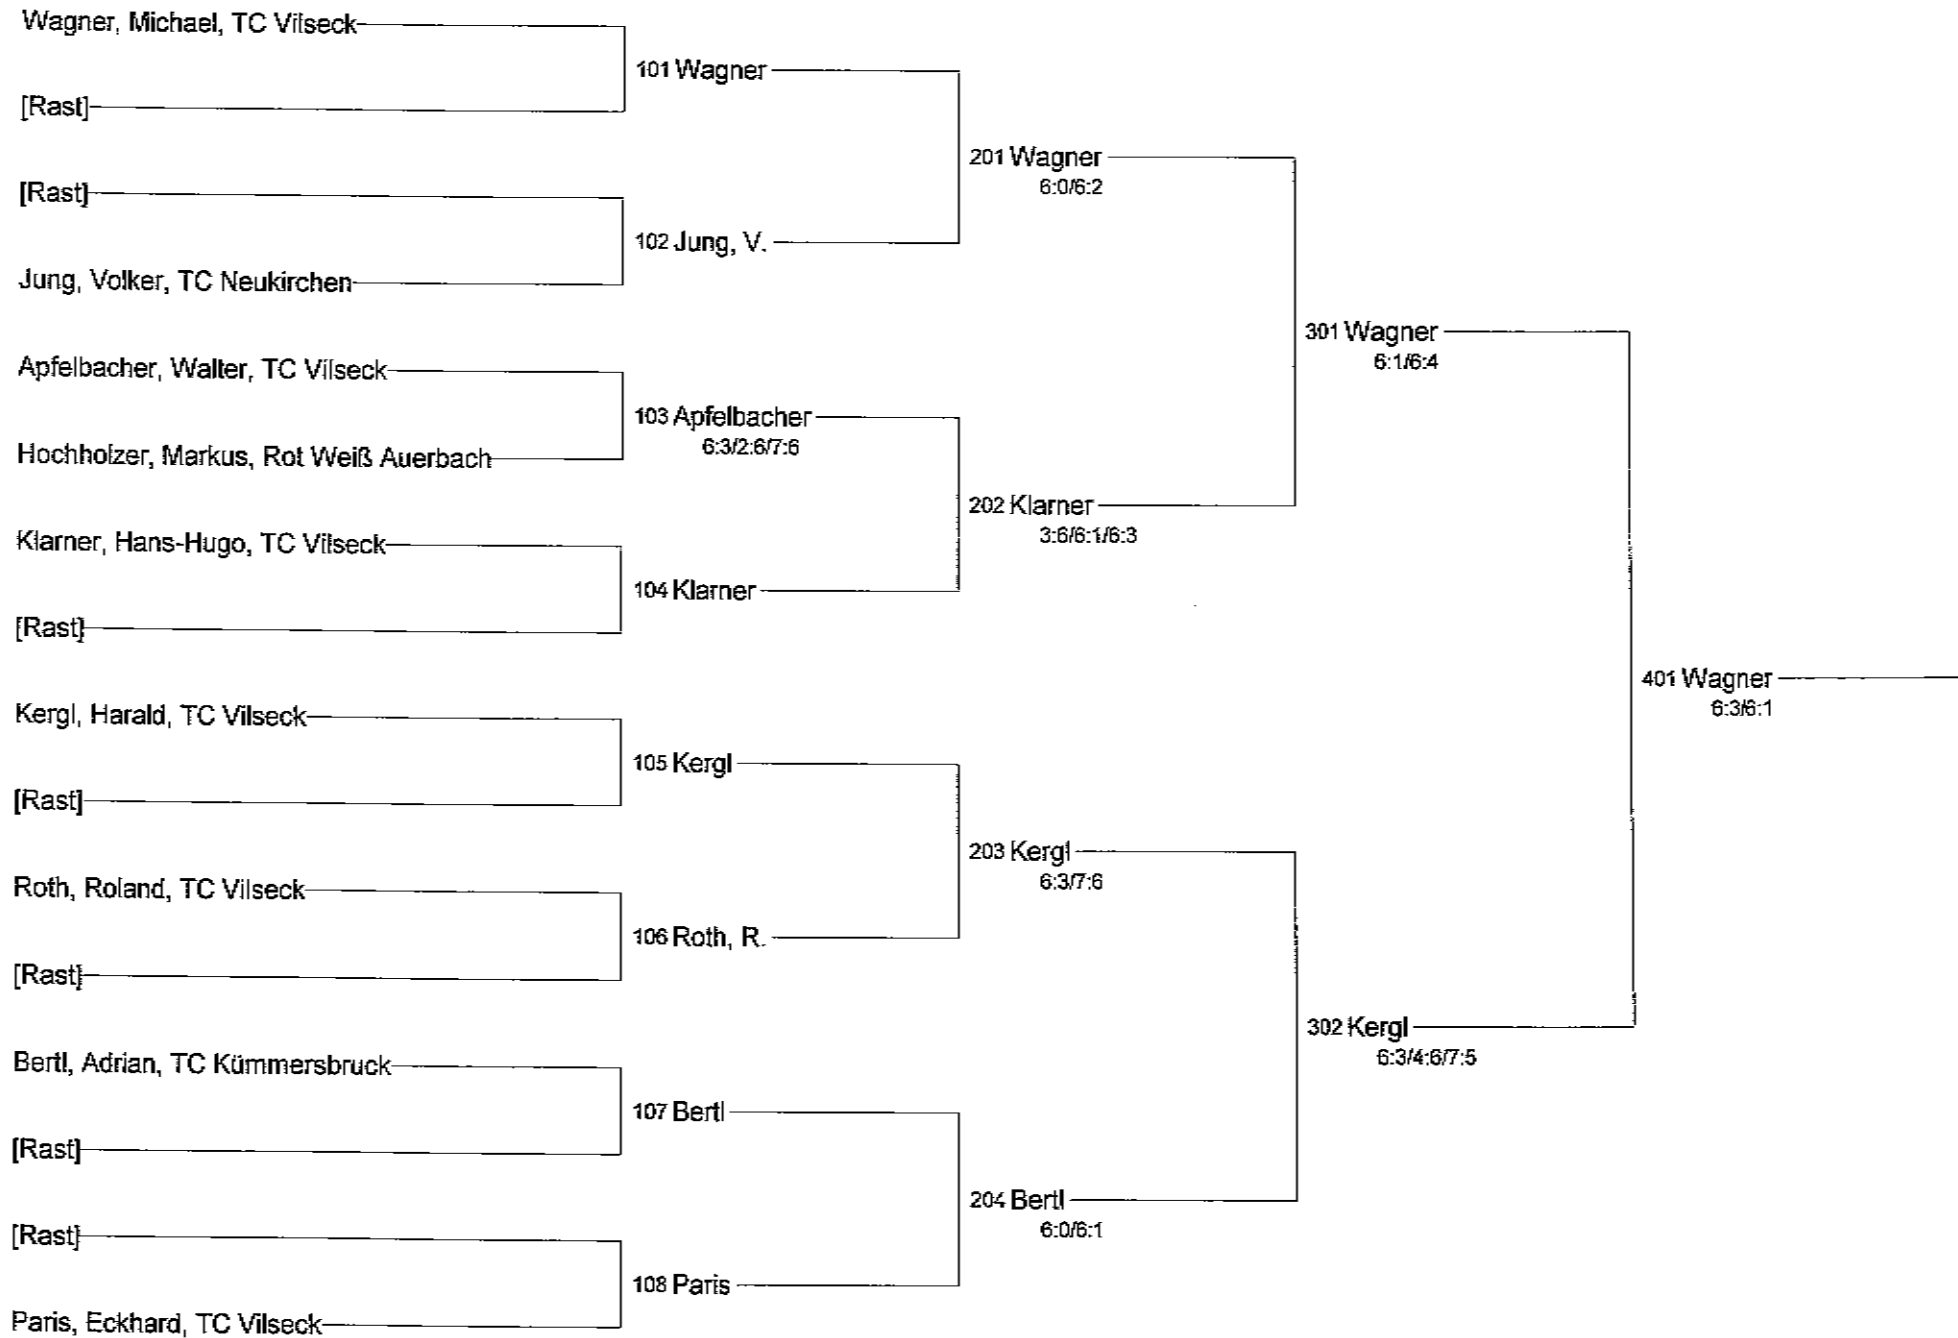 Wagner, Michael, TC Vilseck
[Rast]
[Rast]
Jung, Volker, TC Neukirchen
Apfelbacher, Walter, TC Vilseck
Hochholzer, Markus, Rot Weiß Auerbach
Klarner, Hans-Hugo, TC Vilseck
[Rast]
Kergl, Harald, TC Vilseck
[Rast]
Roth, Roland, TC Vilseck
[Rast]
Bertl, Adrian, TC Kümmersbruck
[Rast]
[Rast]
Paris, Eckhard, TC Vilseck
101 Wagner
102 Jung, V.
103 Apfelbacher
6:3/2:6/7:6
104 Klarner
105 Kergl
106 Roth, R.
107 Bertl
108 Paris
201 Wagner
6:0/6:2
202 Klarner
3:6/6:1/6:3
203 Kergl
6:3/7:6
204 Bertl
6:0/6:1
301 Wagner
6:1/6:4
302 Kergl
6:3/4:6/7:5
401 Wagner
6:3/6:1